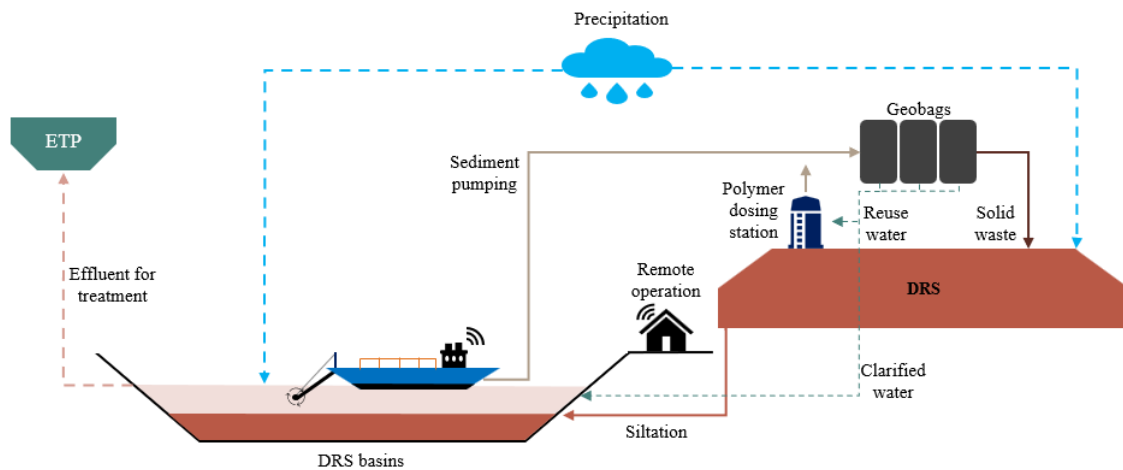 Precipitation
Geobags
ETP
Sediment
pumping
Polymer
dosing
station
Reuse
water
Solid
waste
Effluent for
treatment
Remote
operation
DRS
Clarified
water
Siltation
DRS basins